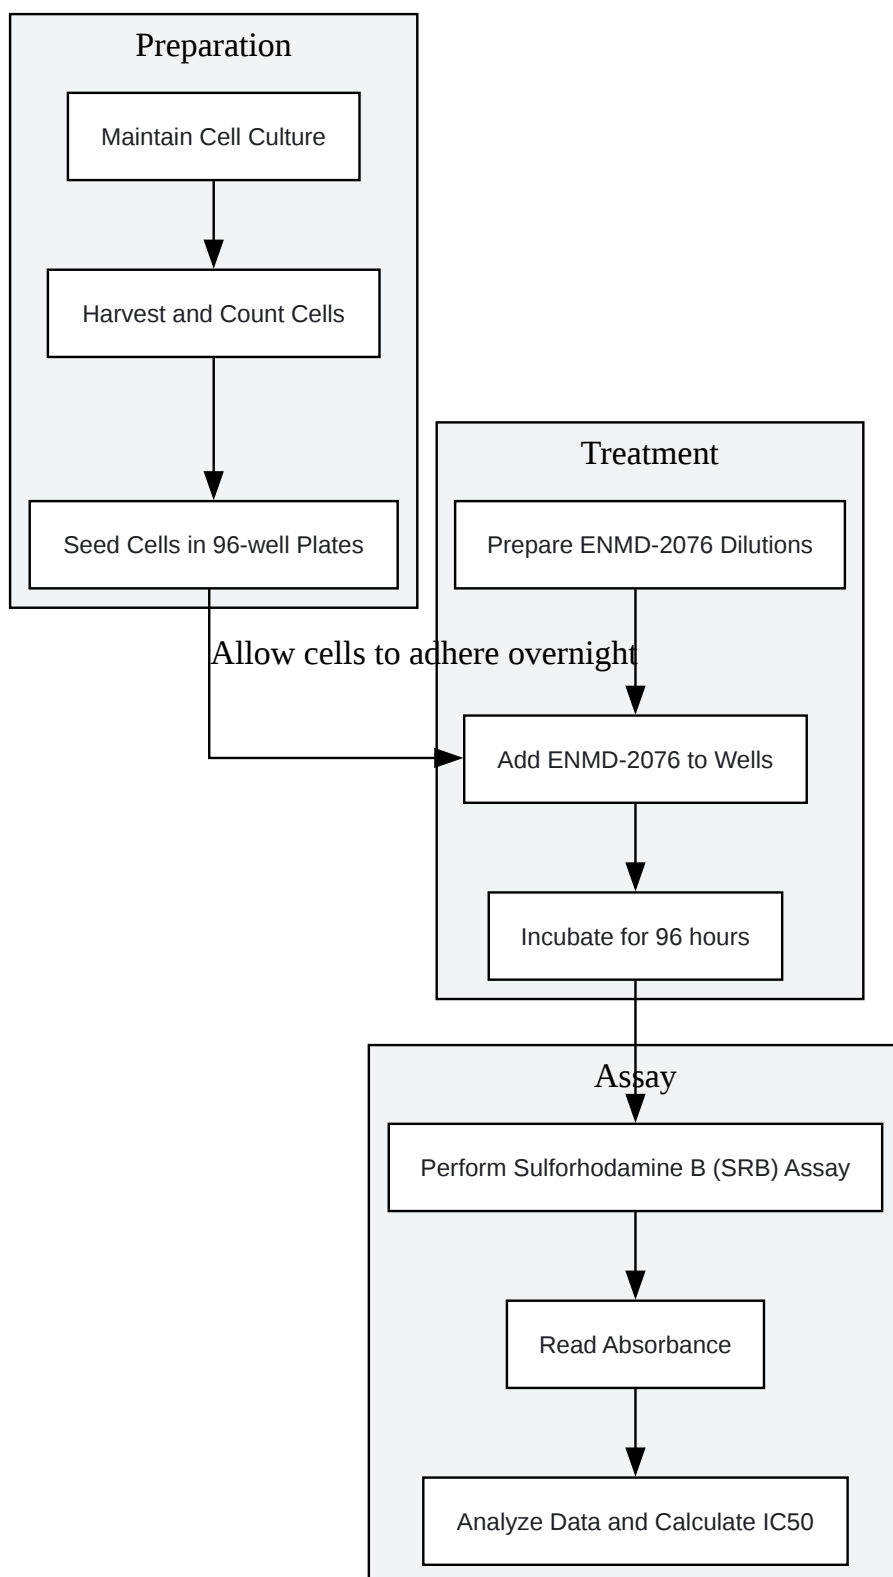 Preparation
Maintain Cell Culture
Harvest and Count Cells
Seed Cells in 96-well Plates
Allow cells to adhere overnight
Treatment
Prepare ENMD-2076 Dilutions
Add ENMD-2076 to Wells
Incubate for 96 hours
Assay
Perform Sulforhodamine B (SRB) Assay
Read Absorbance
Analyze Data and Calculate IC50